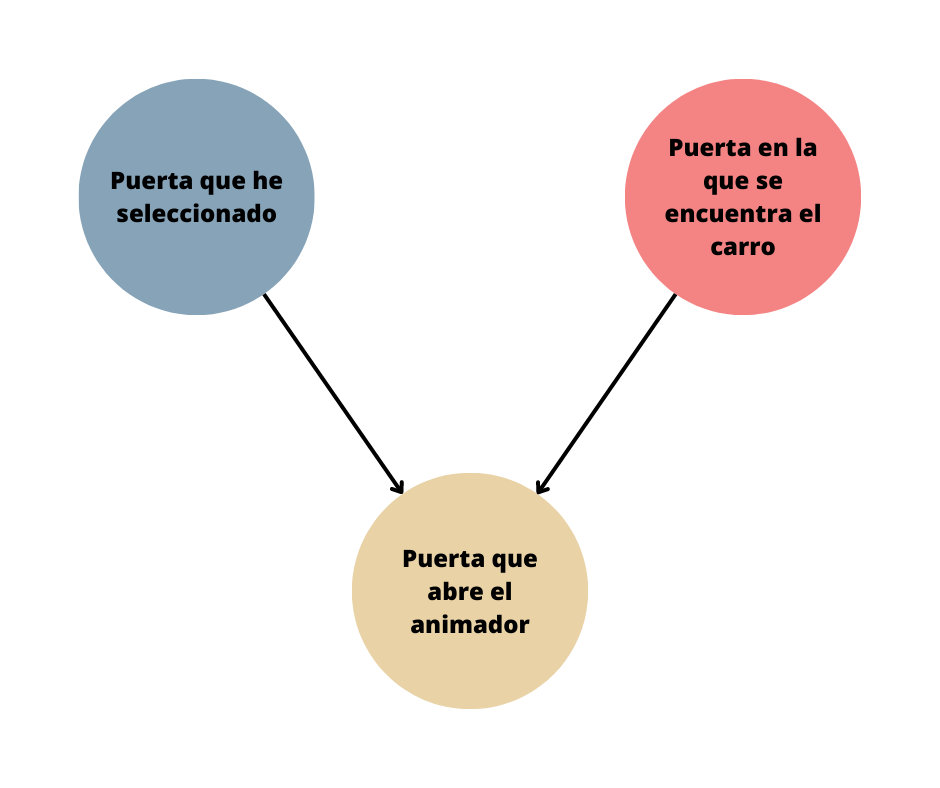 Puerta que he
seleccionado
Puerta en la
que se
encuentra el
carro
Puerta que
abre el
animador